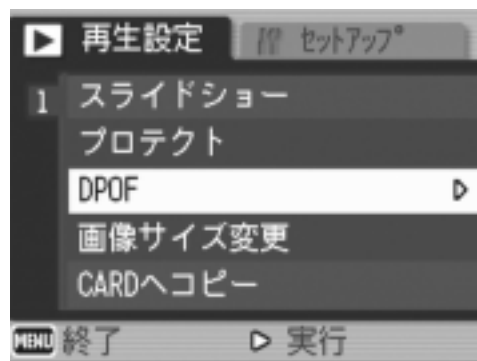 再生設定 セットアップ
1 スライドショー
プロテクト
DPOF
画像サイズ変更
CARDへコピー
MENU 終了 実行